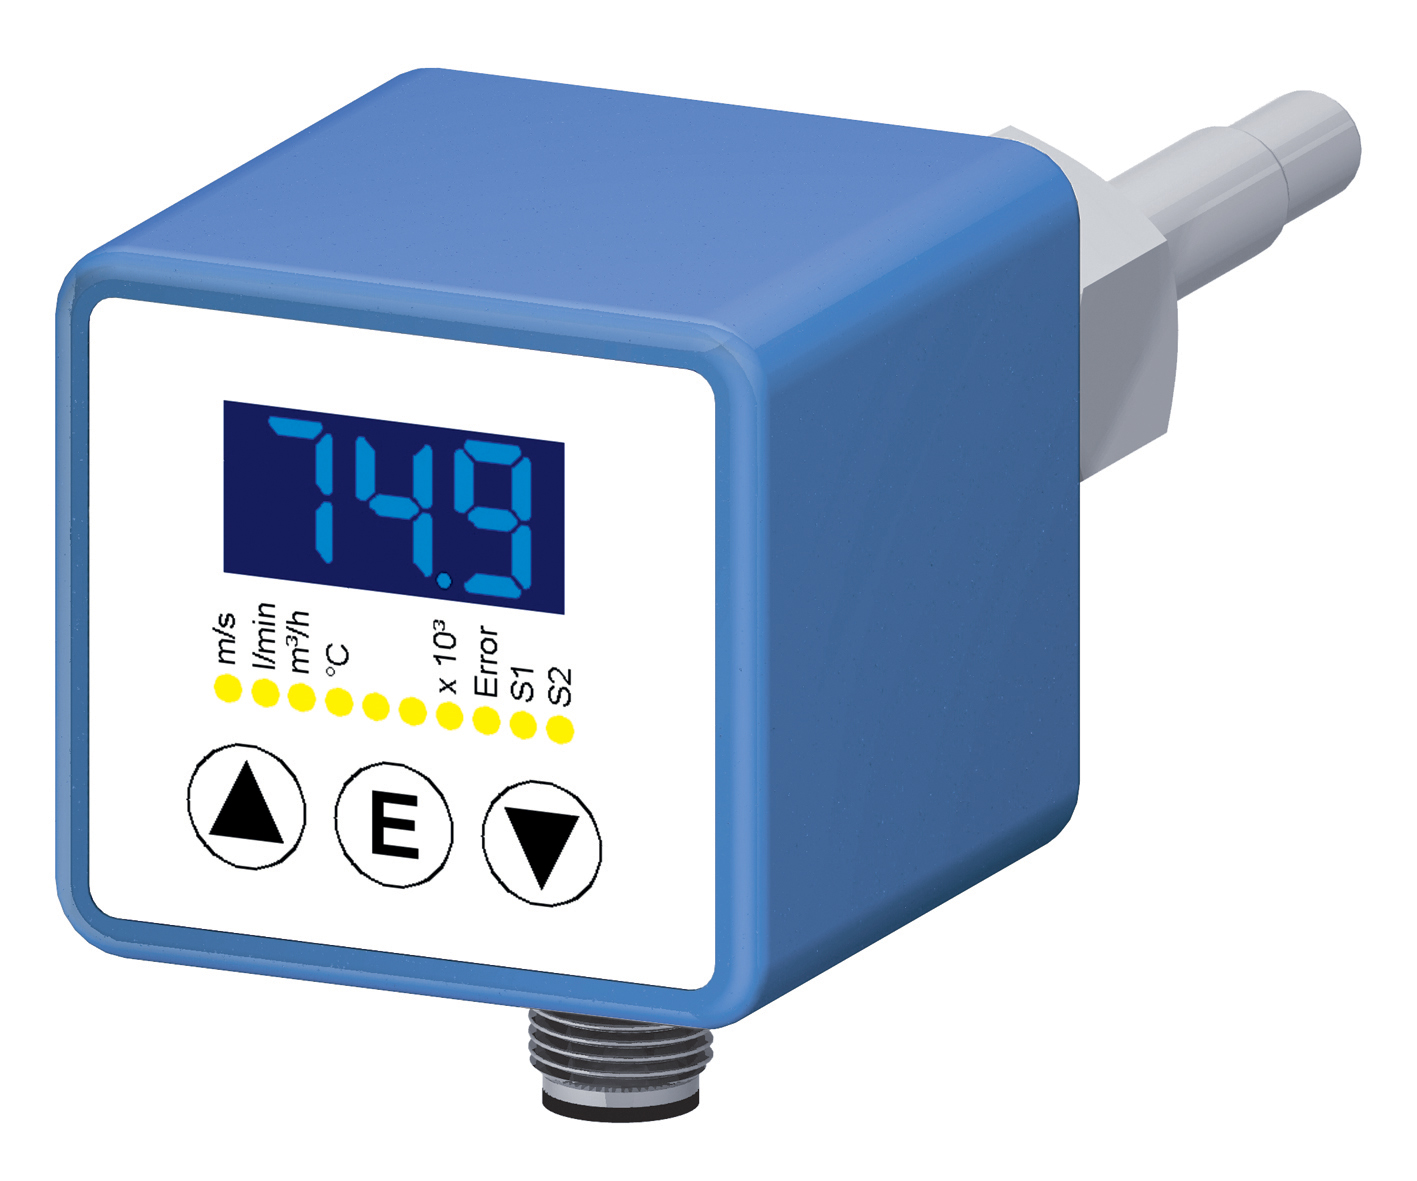 74.9
m/s
l/min
m³/h
°C
x 10³
Error
S1
S2
E